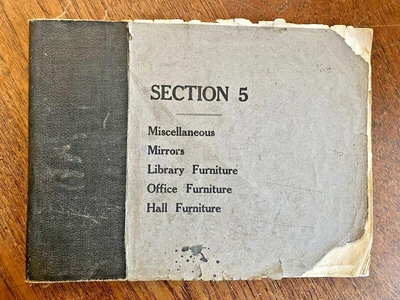 SECTION 5
Miscellaneous
Mirrors
Library Furniture
Office Furniture
Hall Furniture